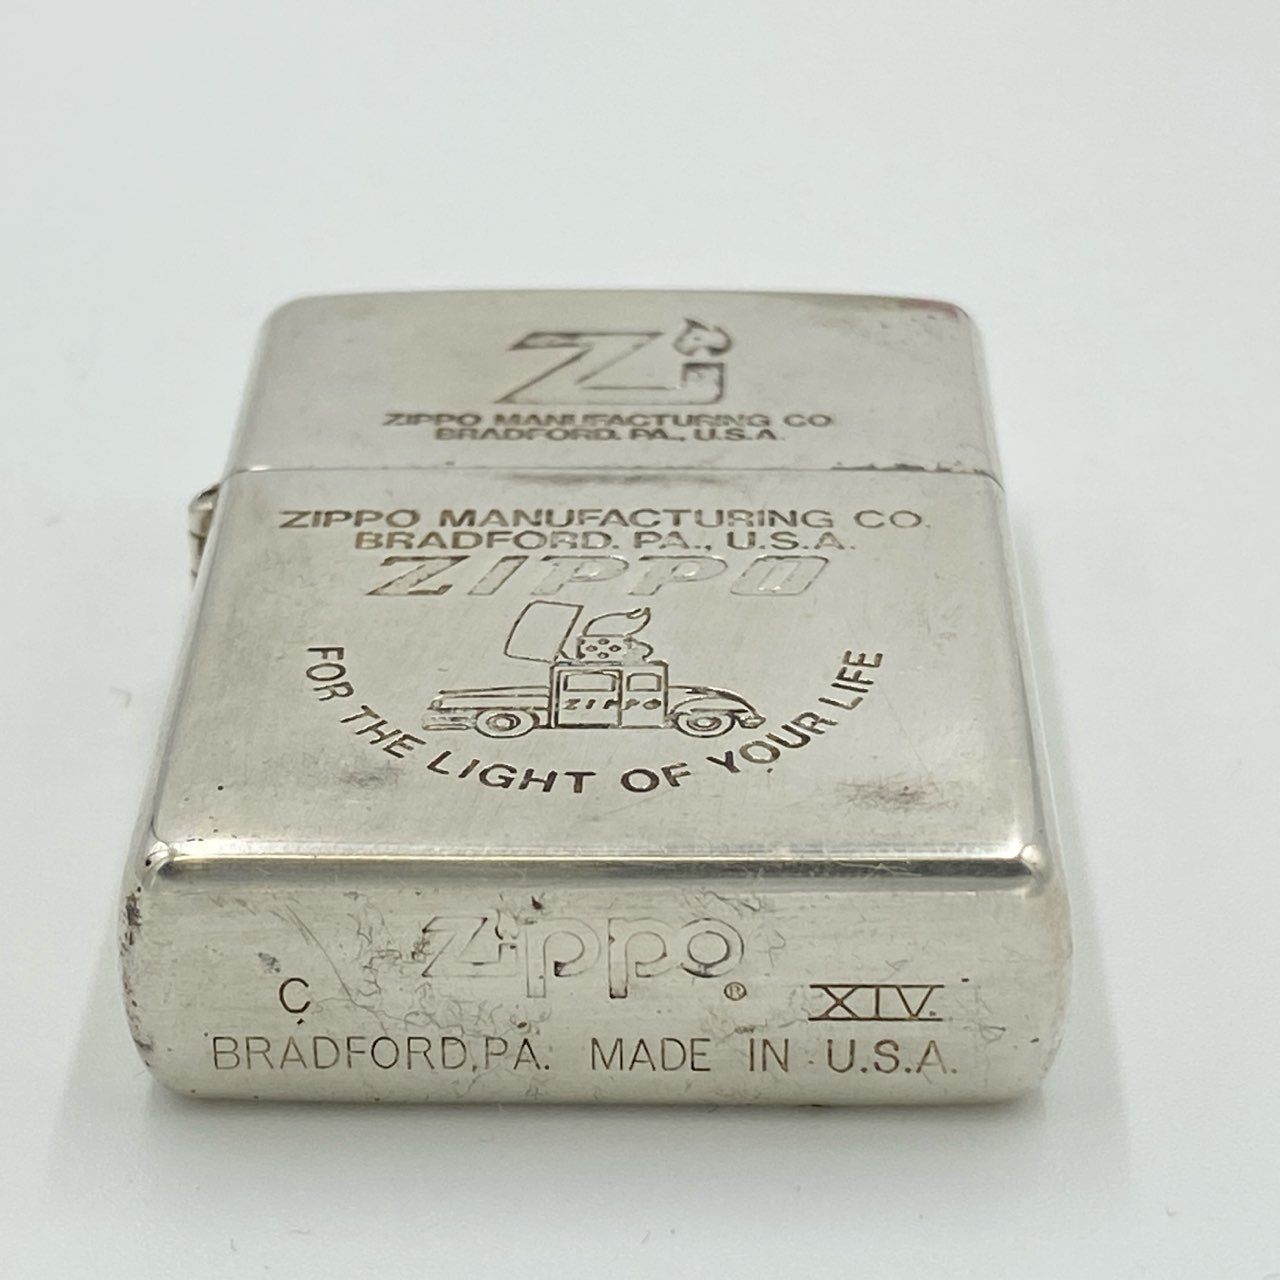 Z
ZIPPO MANUFACTURING CO
BRADFORD. PA., U.S.A.
ZIPPO MANUFACTURING CO.
BRADFORD. PA., U.S.A.
ZIPPO
ZIPPO
FOR THE LIGHT OF YOUR LIFE
Zippo ®
C XIV
BRADFORD,PA. MADE IN U.S.A.